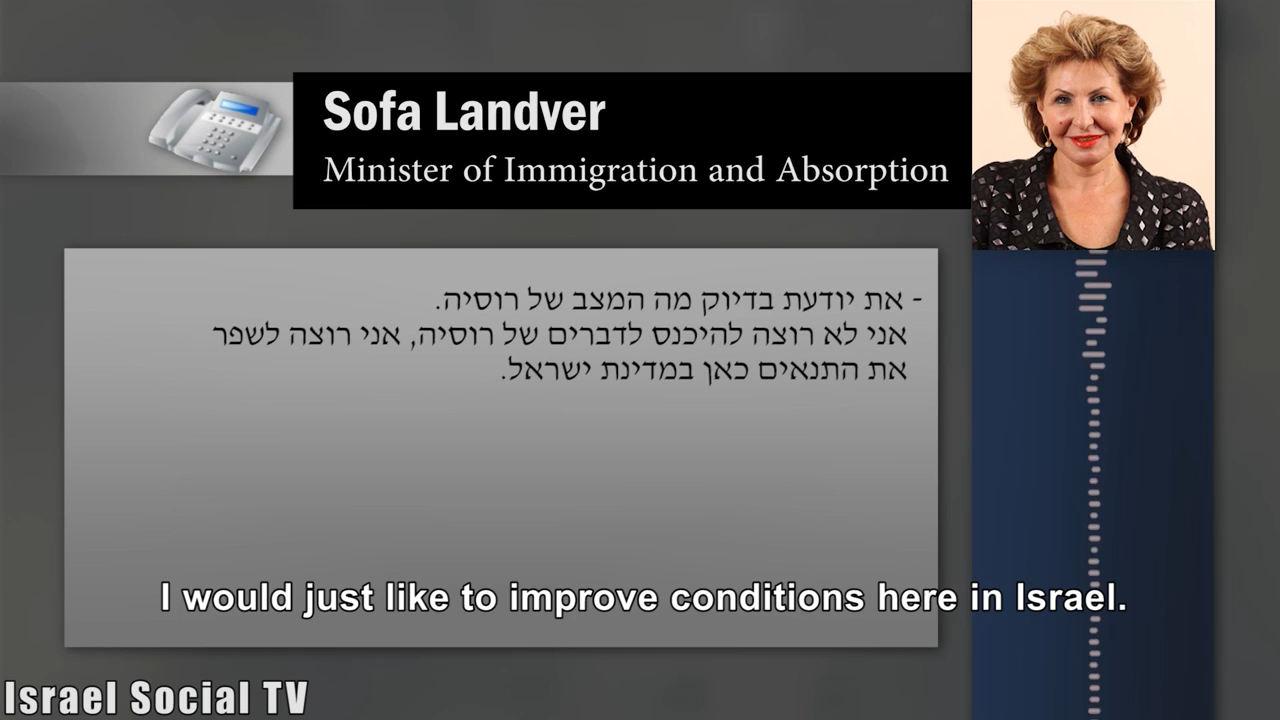 Sofa Landver
Minister of Immigration and Absorption
- את יודעת בדיוק מה המצב של רוסיה.
אני לא רוצה להיכנס לדברים של רוסיה, אני רוצה לשפר
את התנאים כאן במדינת ישראל.
I would just like to improve conditions here in Israel.
Israel Social TV